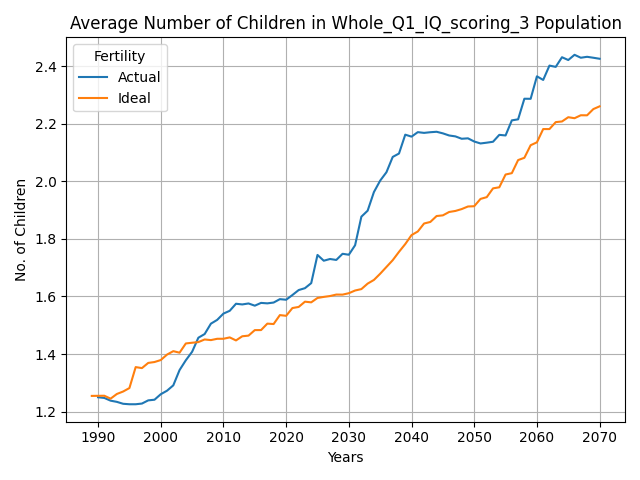 Average Number of Children in Whole_Q1_IQ_scoring_3 Population
Fertility
Actual
Ideal
No. of Children
2.4
2.2
2.0
1.8
1.6
1.4
1.2
1990 2000 2010 2020 2030 2040 2050 2060 2070
Years